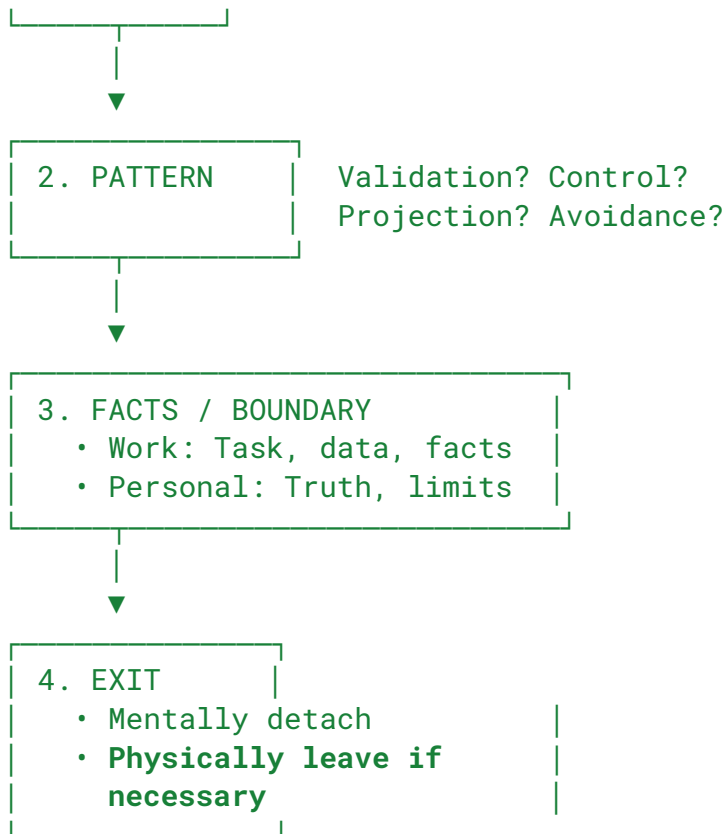 2. PATTERN Validation? Control?
Projection? Avoidance?
3. FACTS / BOUNDARY
• Work: Task, data, facts
• Personal: Truth, limits
4. EXIT
• Mentally detach
• Physically leave if
necessary